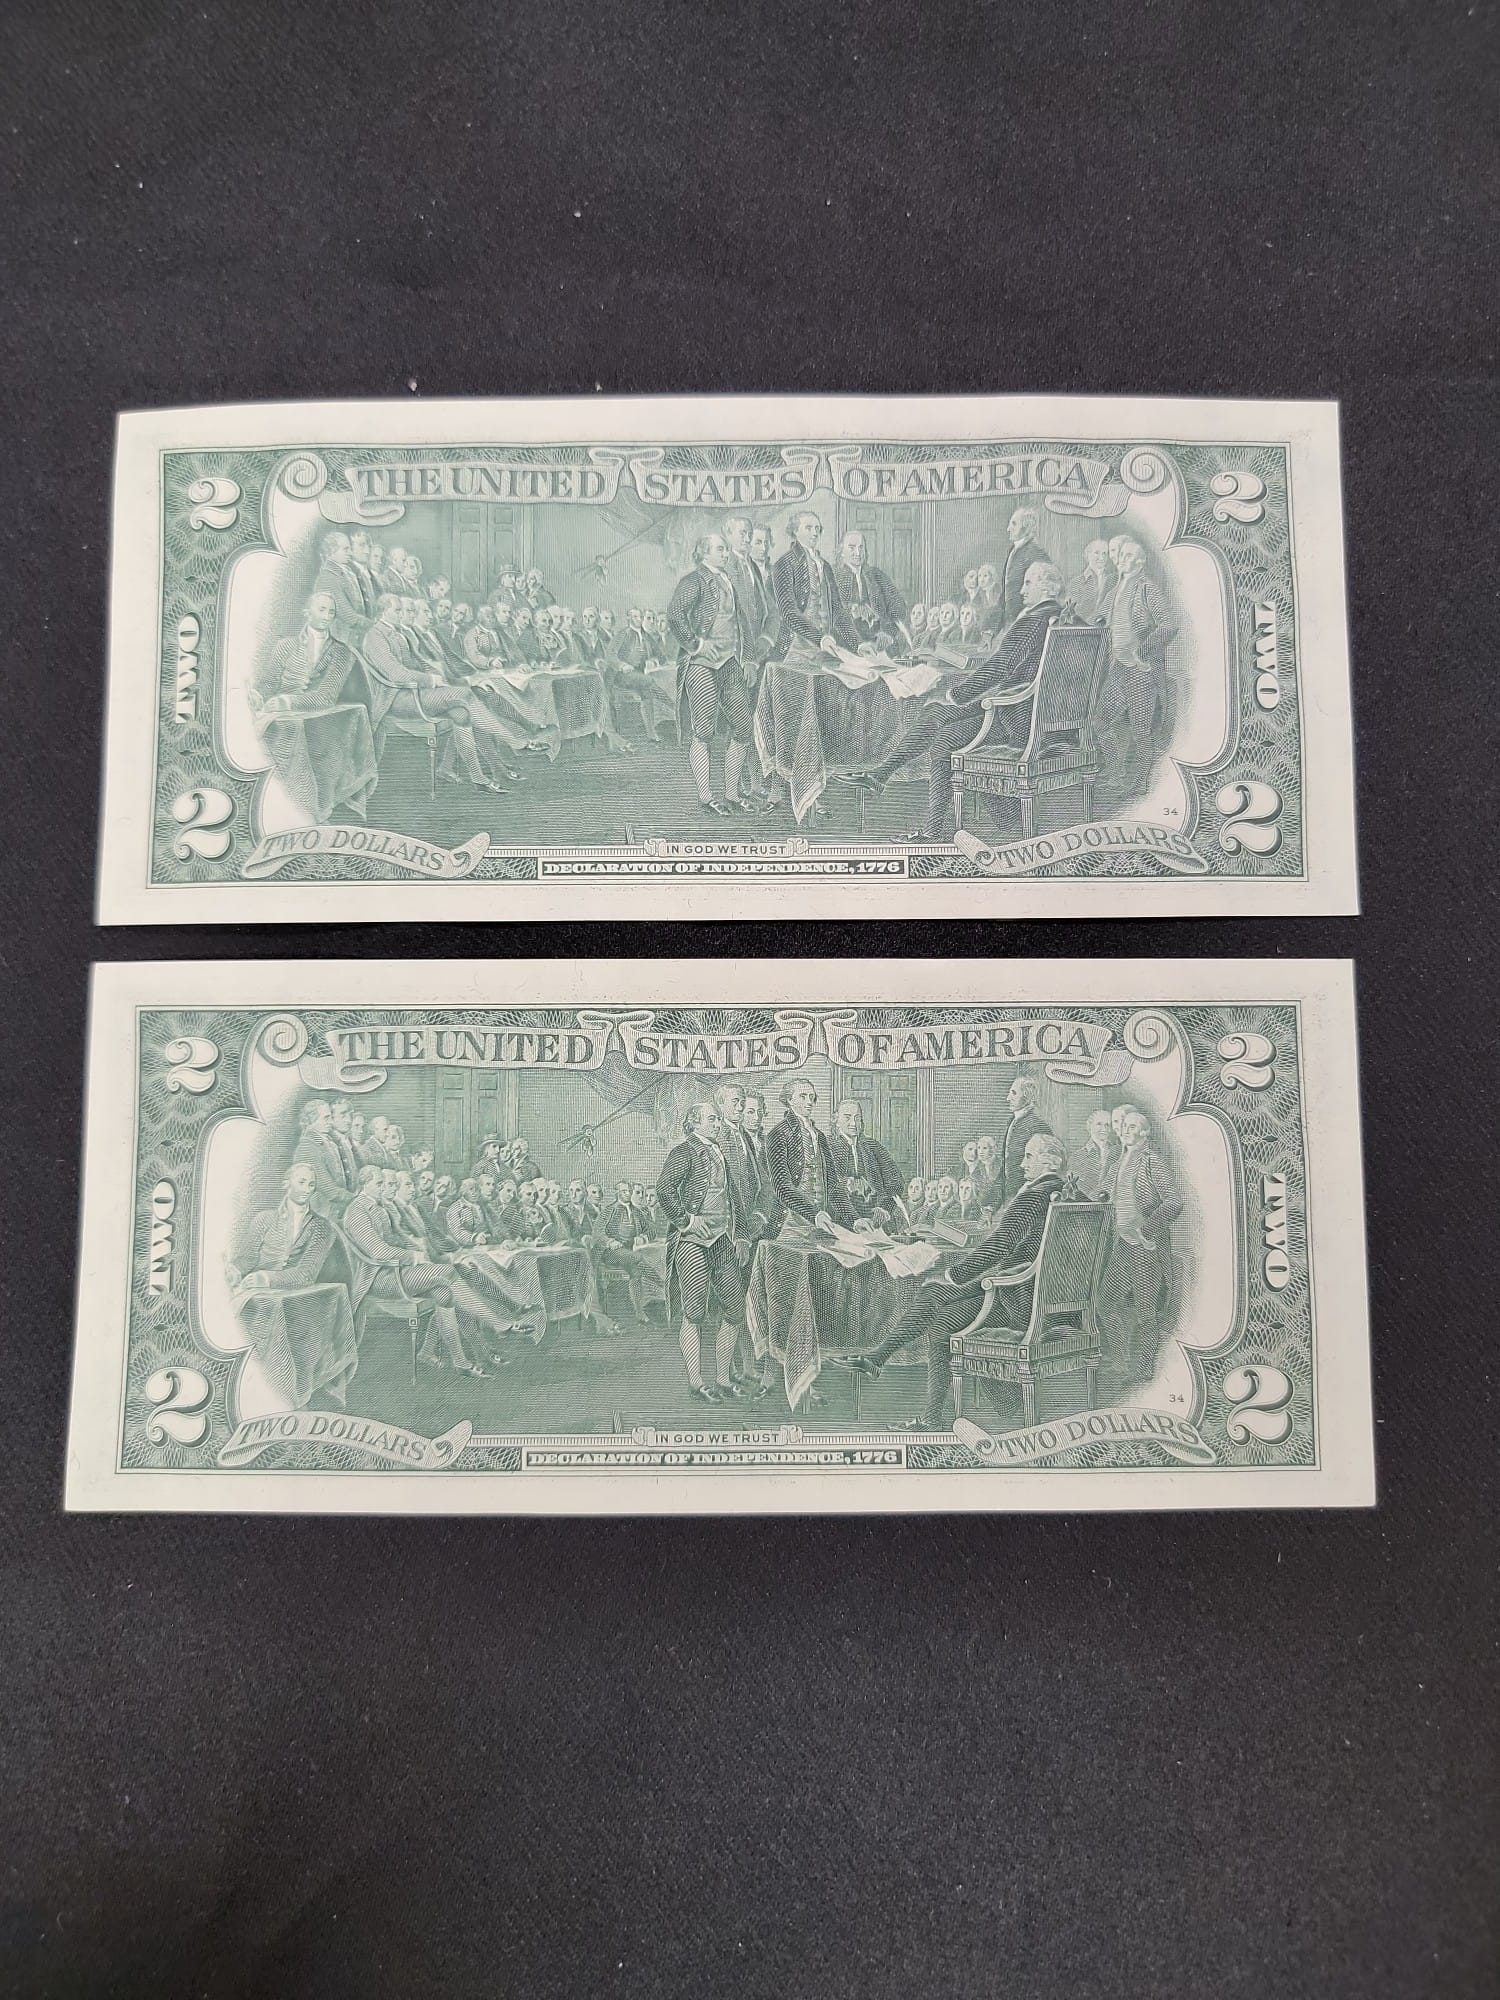 THE UNITED STATES OF AMERICA
2 2
TWO TWO
34
2 2
TWO DOLLARS IN GOD WE TRUST TWO DOLLARS
DECLARATION OF INDEPENDENCE, 1776
THE UNITED STATES OF AMERICA
2 2
TWO TWO
34
2 2
TWO DOLLARS IN GOD WE TRUST TWO DOLLARS
DECLARATION OF INDEPENDENCE, 1776